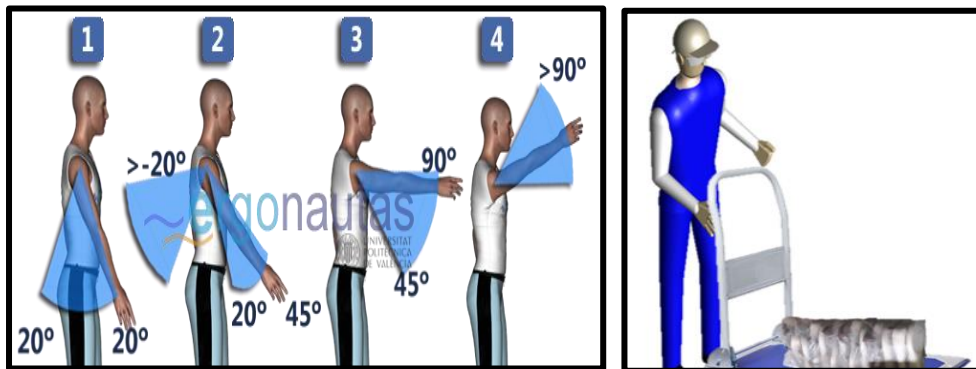 1
2
3
4
>90º
>-20º
90º
ergonautas
UNIVERSITAT
POLITÈCNICA
DE VALÈNCIA
45º
20º
20º
20º
45º